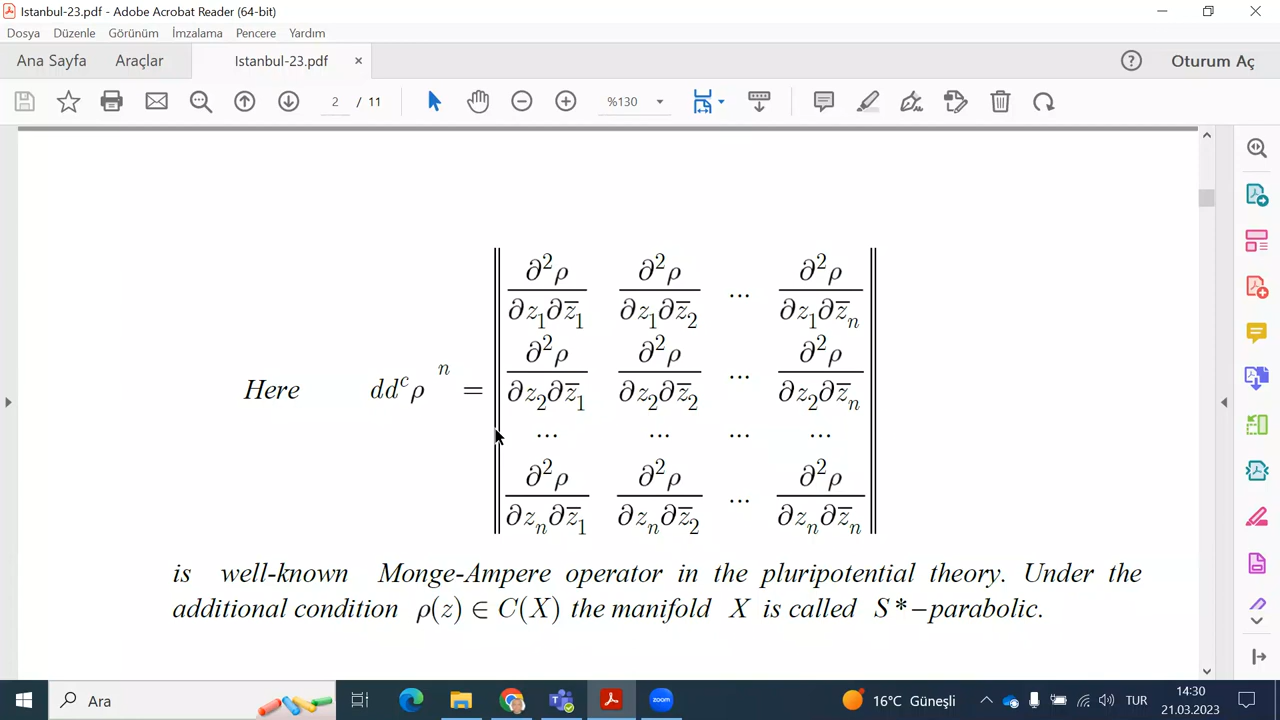 Istanbul-23.pdf - Adobe Acrobat Reader (64-bit)
Dosya Düzenle Görünüm İmzalama Pencere Yardım
Ana Sayfa Araçlar Istanbul-23.pdf × Oturum Aç
2 / 11 %130
∂²ρ/∂z₁∂z̅₁ ∂²ρ/∂z₁∂z̅₂ ... ∂²ρ/∂z₁∂z̅ₙ
∂²ρ/∂z₂∂z̅₁ ∂²ρ/∂z₂∂z̅₂ ... ∂²ρ/∂z₂∂z̅ₙ
Here ddᶜρ ⁿ =
... ... ... ...
∂²ρ/∂zₙ∂z̅₁ ∂²ρ/∂zₙ∂z̅₂ ... ∂²ρ/∂zₙ∂z̅ₙ
is well-known Monge-Ampere operator in the pluripotential theory. Under the
additional condition ρ(z) ∈ C(X) the manifold X is called S*−parabolic.
Ara zoom 16°C Güneşli TUR 14:30
21.03.2023